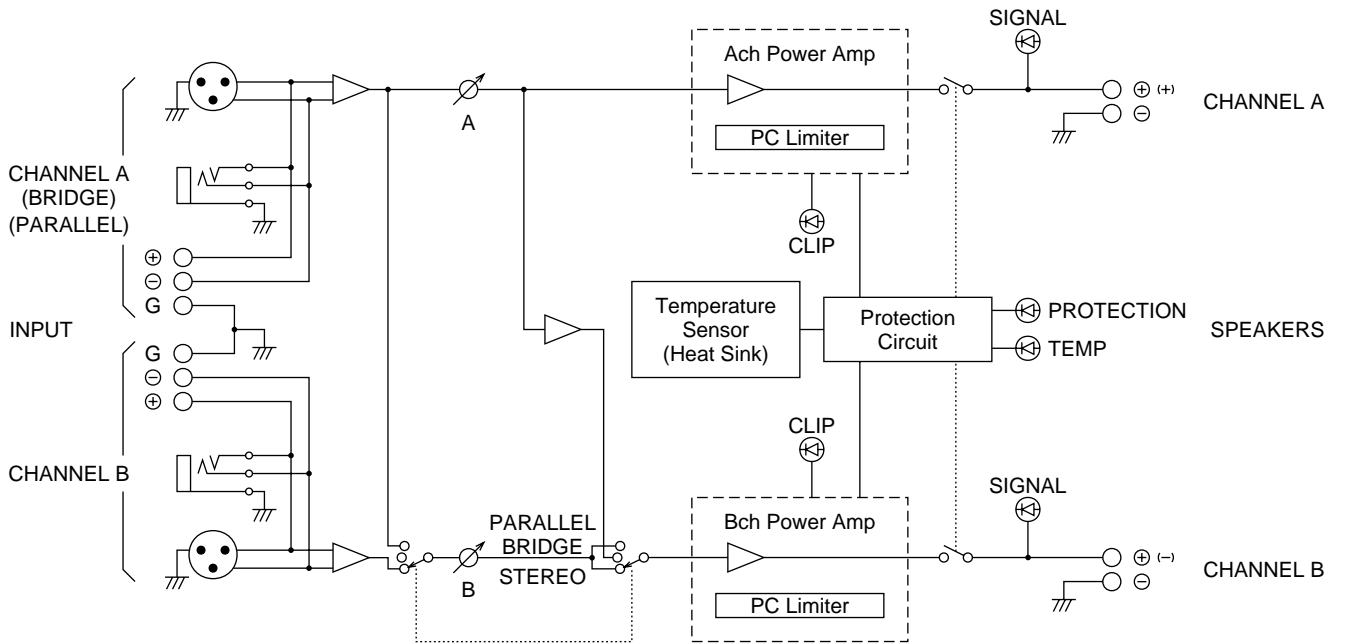 SIGNAL
Ach Power Amp
⊕ (+)
CHANNEL A
⊖
A
PC Limiter
CHANNEL A
(BRIDGE)
(PARALLEL)
CLIP
⊕
⊖
G
INPUT
Temperature
Sensor
(Heat Sink)
Protection
Circuit
PROTECTION
TEMP
SPEAKERS
G
⊖
⊕
CLIP
CHANNEL B
SIGNAL
PARALLEL
BRIDGE
STEREO
B
Bch Power Amp
PC Limiter
⊕ (−)
⊖
CHANNEL B